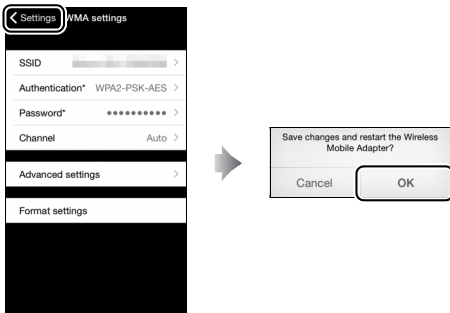 Settings WMA settings
SSID
Authentication* WPA2-PSK-AES
Password* ••••••••••
Channel Auto
Advanced settings
Format settings
Save changes and restart the Wireless
Mobile Adapter?
Cancel OK